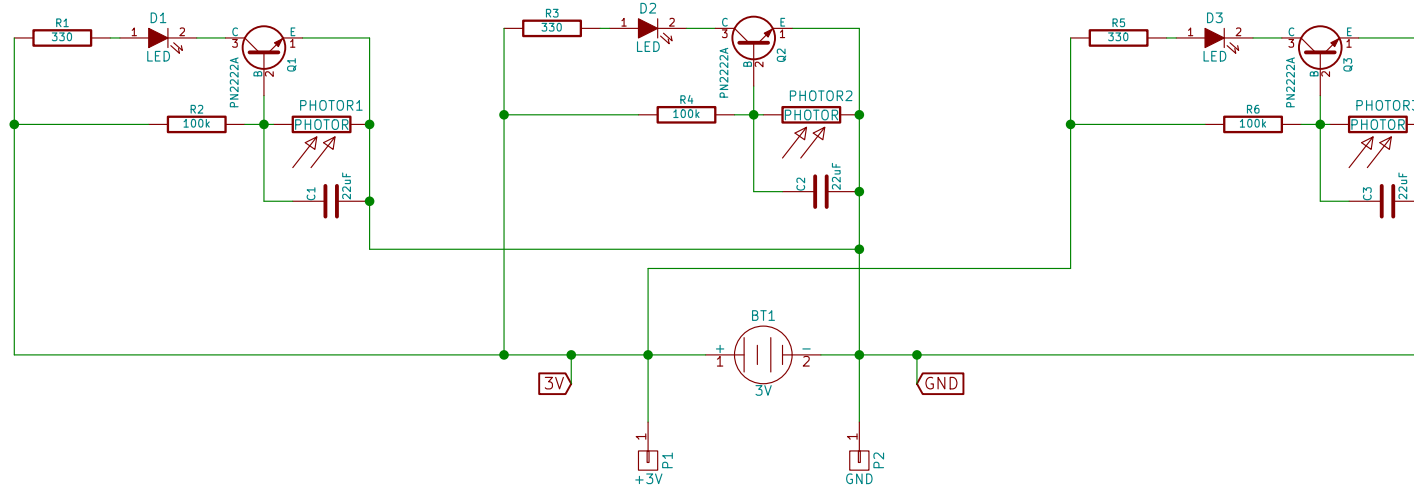 R1
330
D1
1
2
LED
C
3
E
1
B
2
Q1
PN2222A
R2
100k
PHOTOR1
PHOTOR
C1
22uF
R3
330
D2
1
2
LED
C
3
E
1
B
2
Q2
PN2222A
R4
100k
PHOTOR2
PHOTOR
C2
22uF
R5
330
D3
1
2
LED
C
3
E
1
B
2
Q3
PN2222A
R6
100k
PHOTOR
C3
22uF
BT1
+
1
−
2
3V
3V
GND
1
P1
+3V
1
P2
GND